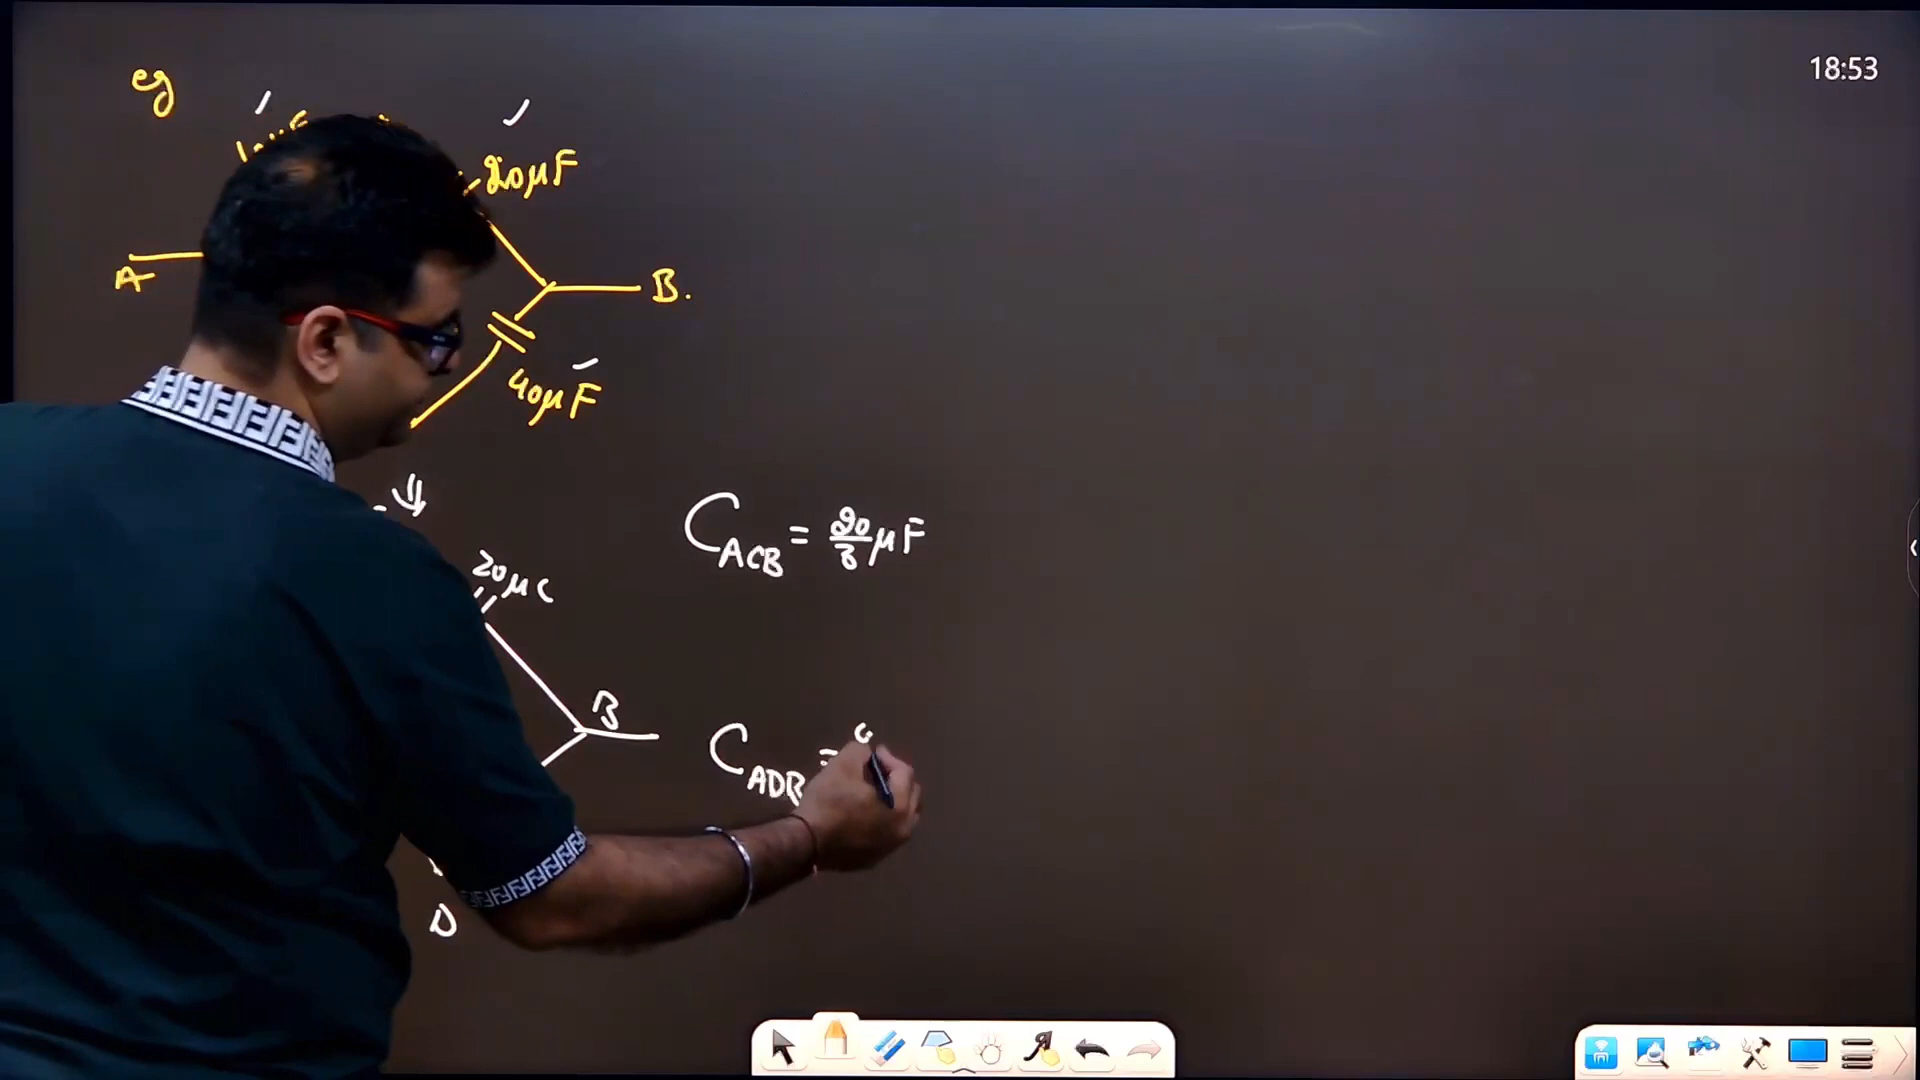 18:53
eg
20μF
A
B.
40μF
C_ACB = 20/3 μF
20μC
B
C_ADB =
D